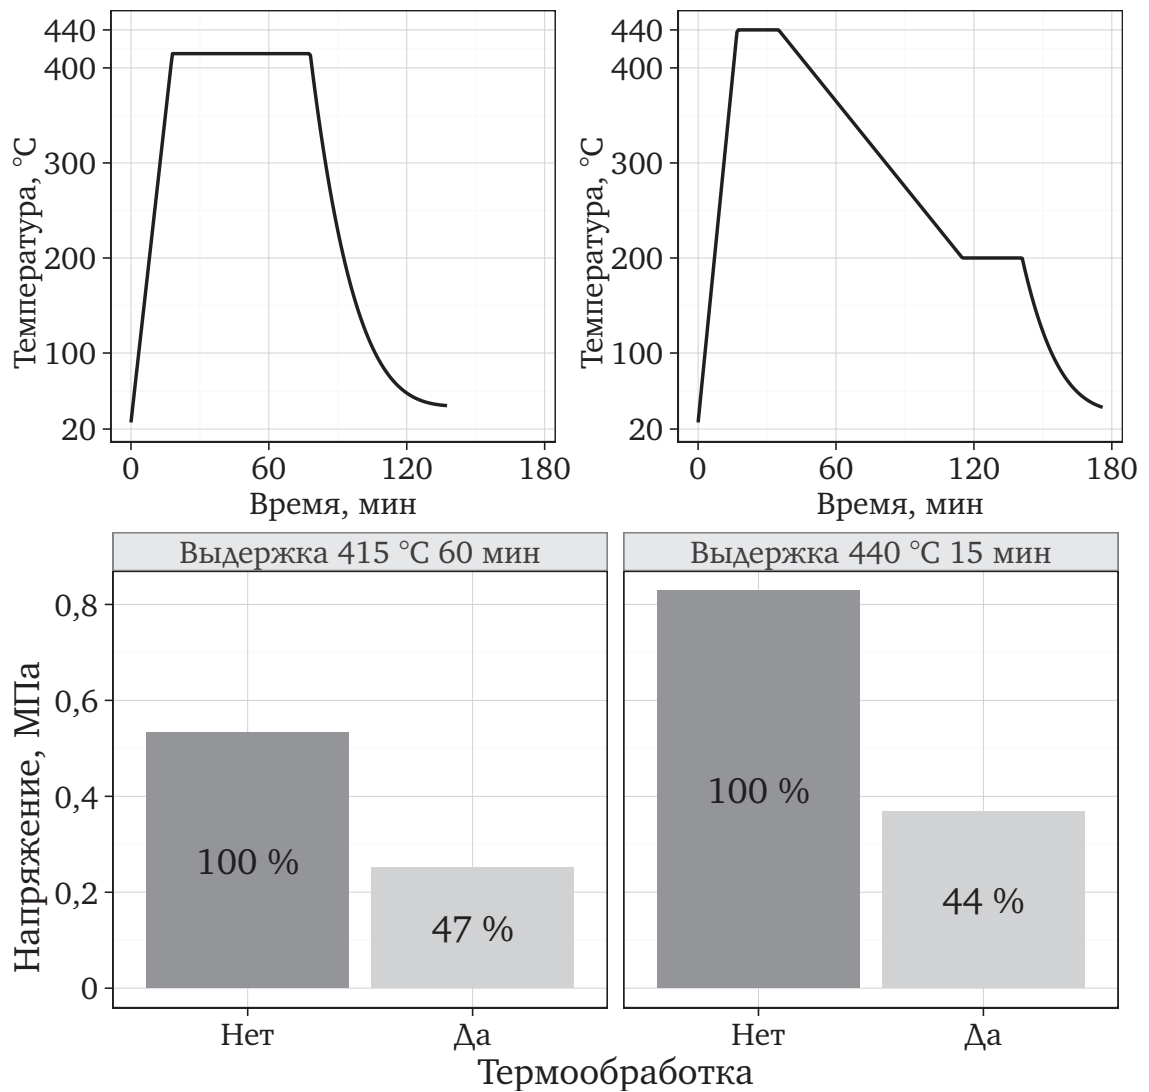 440
400
300
200
100
20
Температура, °C
0 60 120 180
Время, мин
440
400
300
200
100
20
Температура, °C
0 60 120 180
Время, мин
Выдержка 415 °C 60 мин
Выдержка 440 °C 15 мин
0,8
0,6
0,4
0,2
0
Напряжение, МПа
100 %
47 %
100 %
44 %
Нет Да
Нет Да
Термообработка